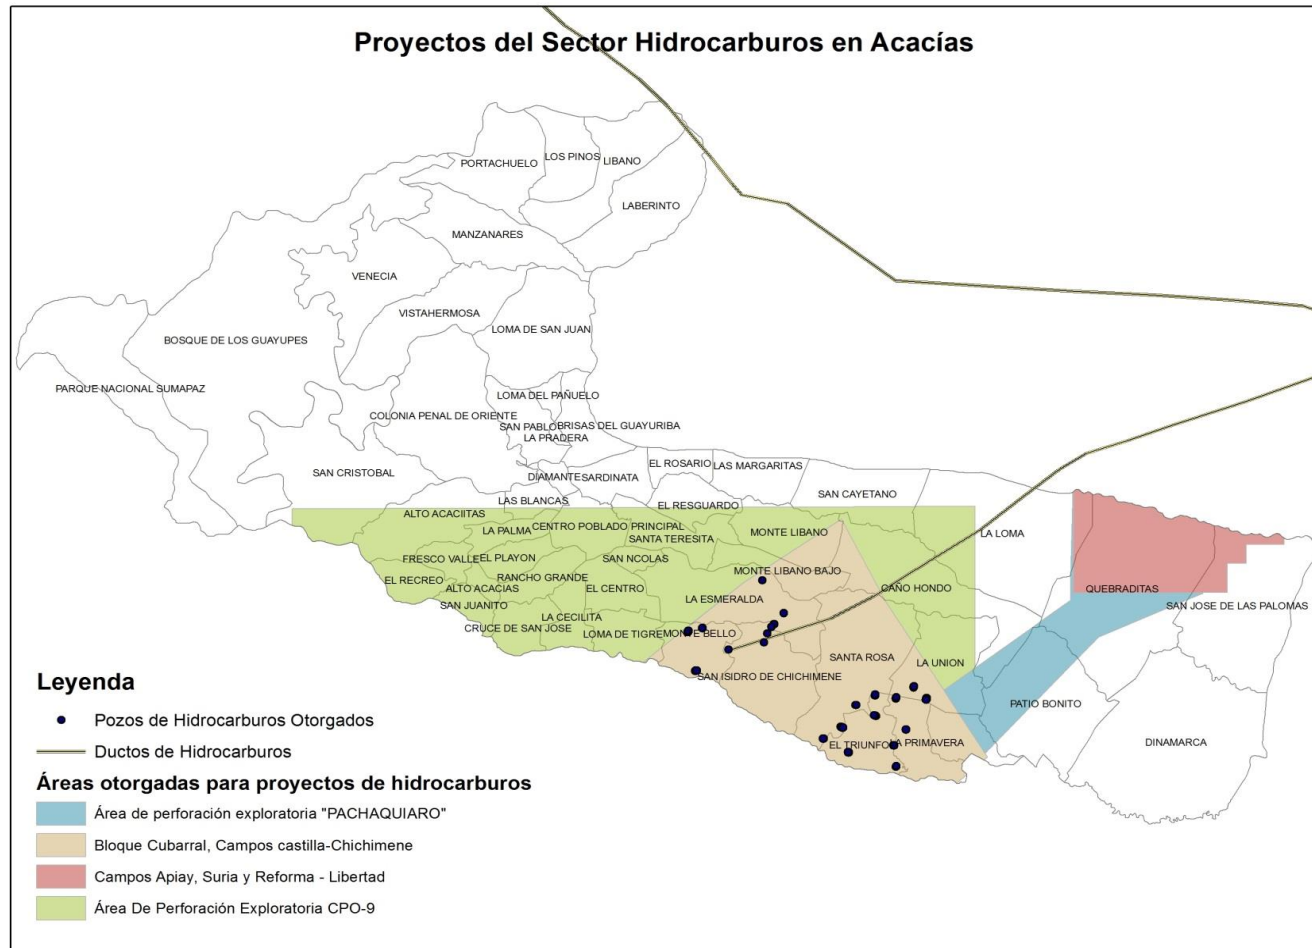 Proyectos del Sector Hidrocarburos en Acacías
PORTACHUELO
LOS PINOS
LIBANO
LABERINTO
MANZANARES
VENECIA
VISTAHERMOSA
LOMA DE SAN JUAN
BOSQUE DE LOS GUAYUPES
PARQUE NACIONAL SUMAPAZ
LOMA DEL PAÑUELO
COLONIA PENAL DE ORIENTE
SAN PABLO
BRISAS DEL GUAYURIBA
LA PRADERA
SAN CRISTOBAL
DIAMANTE
SARDINATA
EL ROSARIO
LAS MARGARITAS
SAN CAYETANO
LAS BLANCAS
EL RESGUARDO
ALTO ACACIITAS
LA PALMA
CENTRO POBLADO PRINCIPAL
SANTA TERESITA
MONTE LIBANO
LA LOMA
FRESCO VALLE
EL PLAYON
SAN NCOLAS
MONTE LIBANO BAJO
EL RECREO
ALTO ACACIAS
RANCHO GRANDE
EL CENTRO
LA ESMERALDA
CAÑO HONDO
QUEBRADITAS
SAN JUANITO
SAN JOSE DE LAS PALOMAS
LA CECILITA
CRUCE DE SAN JOSE
LOMA DE TIGRE
MONTE BELLO
SANTA ROSA
LA UNION
SAN ISIDRO DE CHICHIMENE
PATIO BONITO
EL TRIUNFO
LA PRIMAVERA
DINAMARCA
Leyenda
Pozos de Hidrocarburos Otorgados
Ductos de Hidrocarburos
Áreas otorgadas para proyectos de hidrocarburos
Área de perforación exploratoria "PACHAQUIARO"
Bloque Cubarral, Campos castilla-Chichimene
Campos Apiay, Suria y Reforma - Libertad
Área De Perforación Exploratoria CPO-9